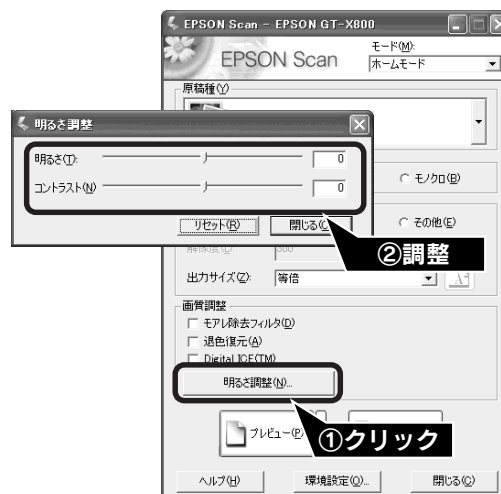 EPSON Scan - EPSON GT-X800
EPSON Scan
モード(M):
ホームモード
原稿種(Y)
明るさ調整
明るさ(T):
0
コントラスト(N)
0
リセット(R)
閉じる(C)
モノクロ(B)
その他(E)
②調整
解像度(L):
300
出力サイズ(Z):
等倍
画質調整
モアレ除去フィルタ(D)
退色復元(A)
Digital ICE(TM)
明るさ調整(N)...
プレビュー(P)
①クリック
ヘルプ(H)
環境設定(O)...
閉じる(C)